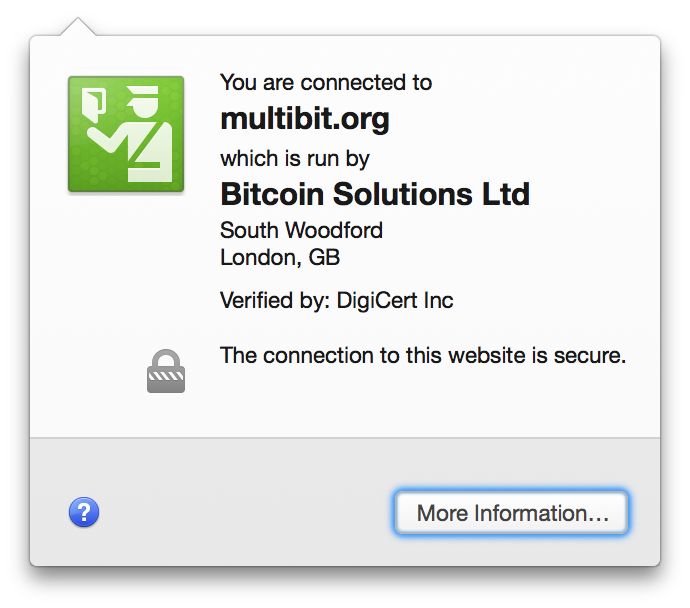 You are connected to
multibit.org
which is run by
Bitcoin Solutions Ltd
South Woodford
London, GB
Verified by: DigiCert Inc
The connection to this website is secure.
?
More Information…